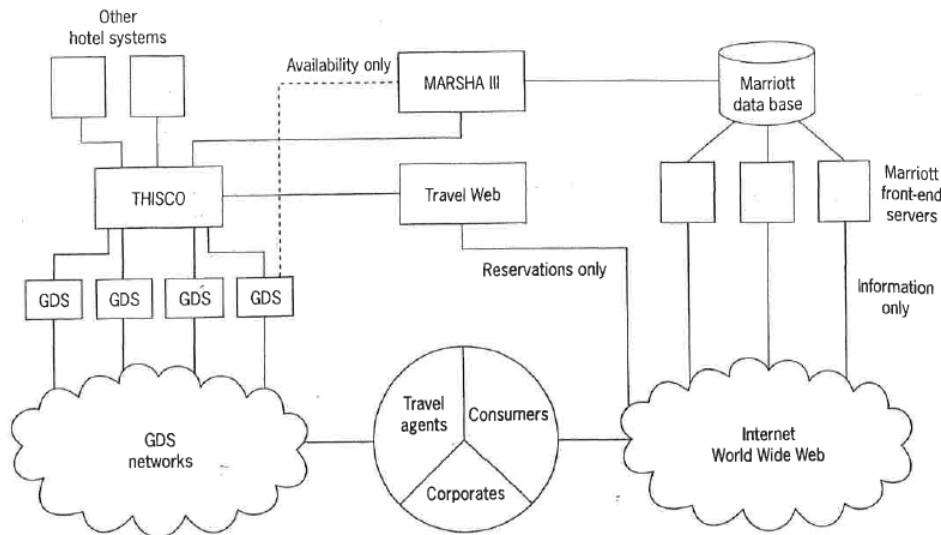 Other
hotel systems
Availability only
MARSHA III
Marriott
data base
THISCO
Travel Web
Marriott
front-end
servers
Reservations only
Information
only
GDS
GDS
GDS
GDS
Travel
agents
Consumers
Corporates
GDS
networks
Internet
World Wide Web